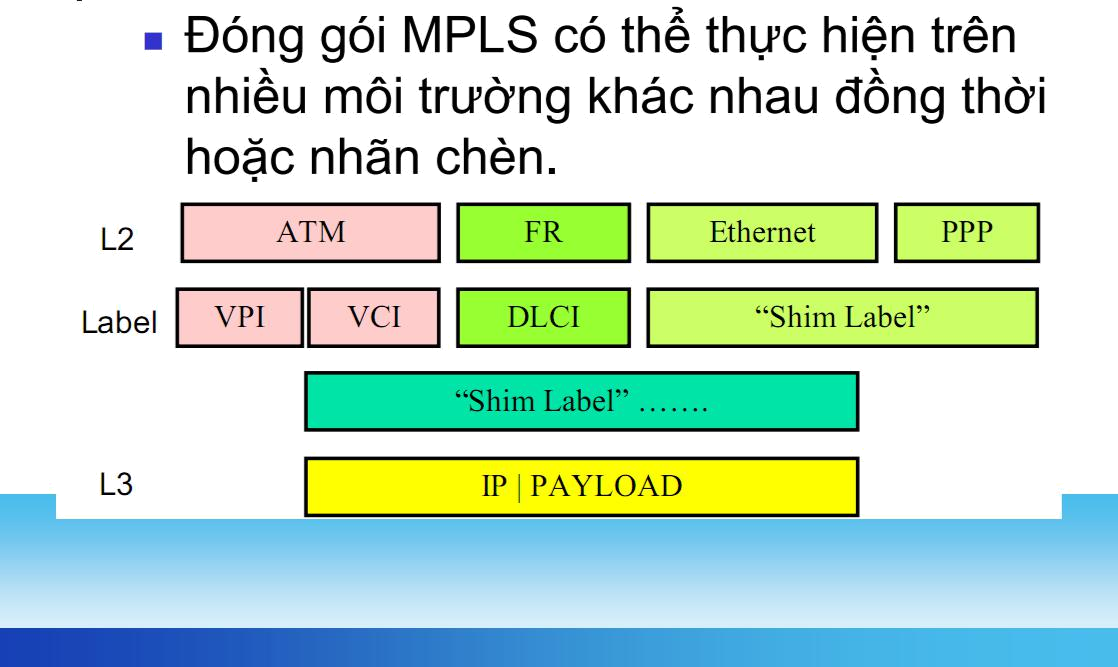 Đóng gói MPLS có thể thực hiện trên
nhiều môi trường khác nhau đồng thời
hoặc nhãn chèn.
L2 ATM FR Ethernet PPP
Label VPI VCI DLCI “Shim Label”
“Shim Label” …….
L3 IP | PAYLOAD